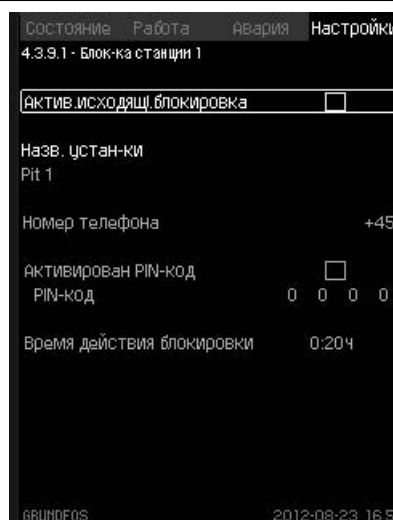 Состояние Работа Авария Настройки
4.3.9.1 - Блок-ка станции 1
Актив.исходящ.блокировка
Назв. устан-ки
Pit 1
Номер телефона +45
Активирован PIN-код
PIN-код 0 0 0 0
Время действия блокировки 0:20ч
GRUNDFOS 2012-08-23 16:5